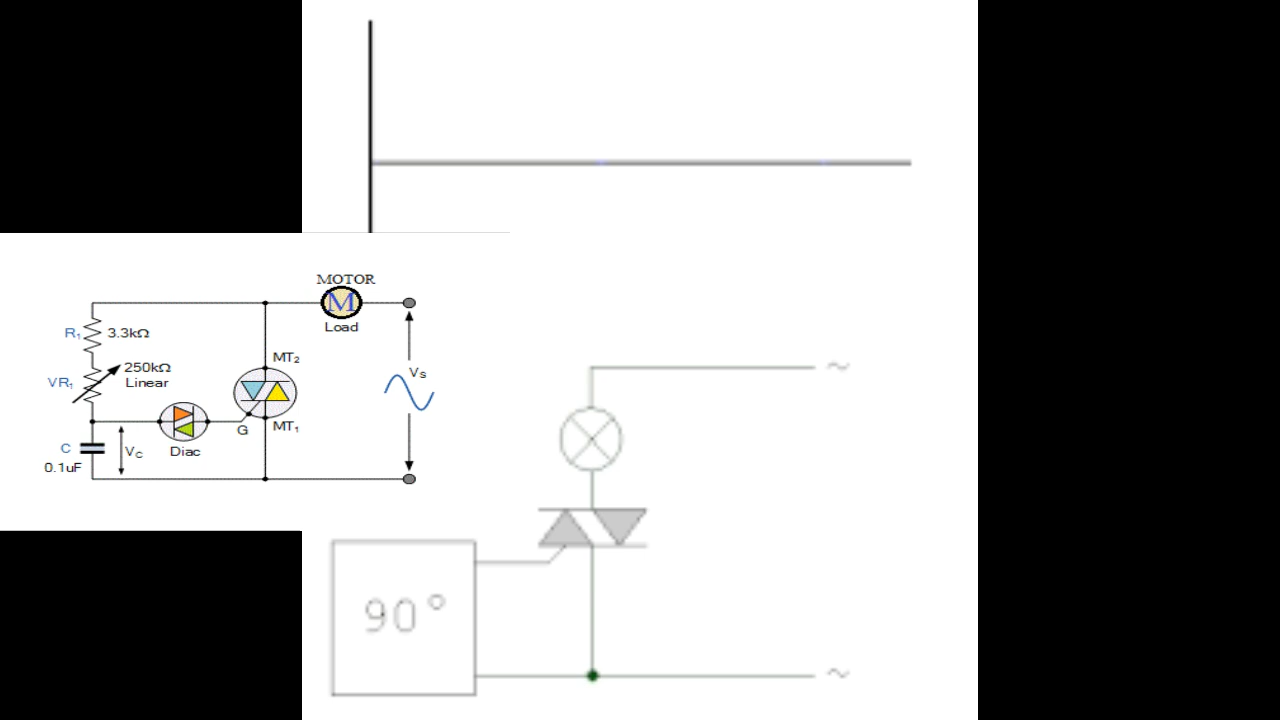 MOTOR
M
Load
R₁ 3.3kΩ
MT₂
250kΩ
VR₁ Linear
Vs
G MT₁
C Vc Diac
0.1uF
~
90°
~